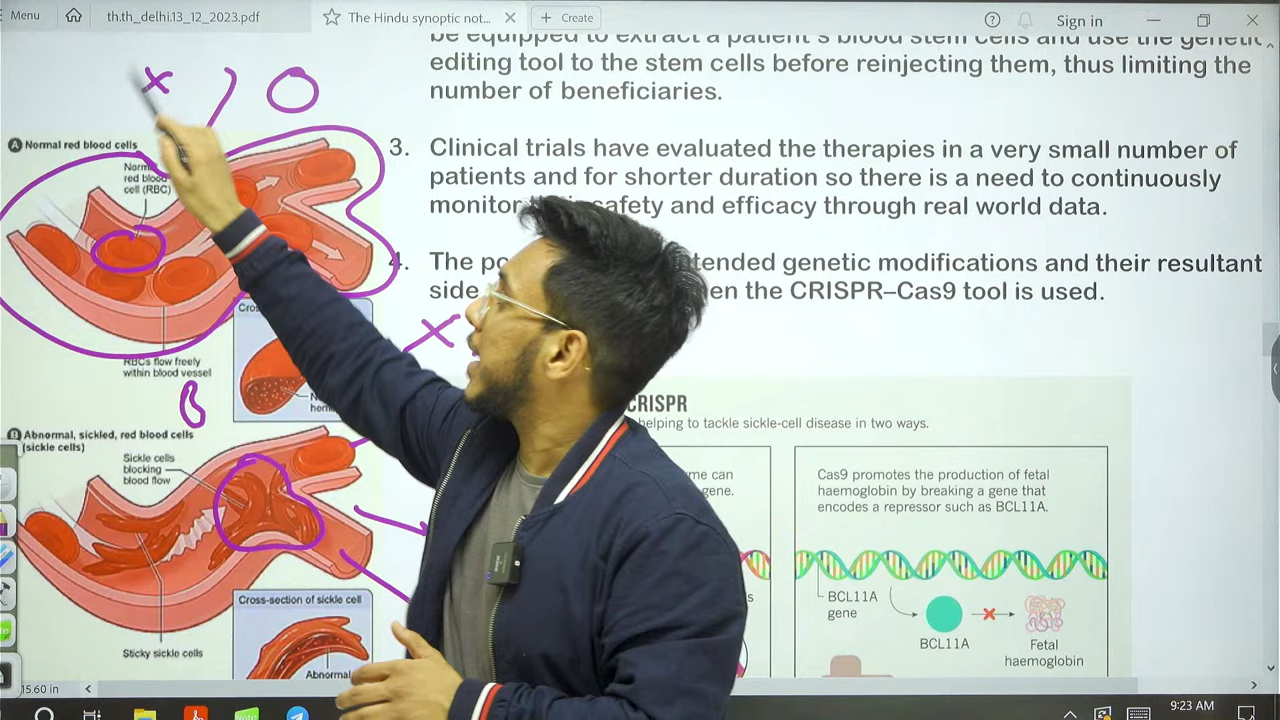 Menu
th.th_delhi.13_12_2023.pdf
The Hindu synoptic not...
+ Create
Sign in
be equipped to extract a patient's blood stem cells and use the genetic
editing tool to the stem cells before reinjecting them, thus limiting the
number of beneficiaries.
3. Clinical trials have evaluated the therapies in a very small number of
patients and for shorter duration so there is a need to continuously
monitor safety and efficacy through real world data.
4. The tended genetic modifications and their resultant
side en the CRISPR–Cas9 tool is used.
A Normal red blood cells
red blood
cell (RBC)
RBCs flow freely
within blood vessel
B
B Abnormal, sickled, red blood cells
(sickle cells)
Sickle cells
blocking
blood flow
Cross-section of sickle cell
Sticky sickle cells
Abnormal
CRISPR
helping to tackle sickle-cell disease in two ways.
me can
gene.
Cas9 promotes the production of fetal
haemoglobin by breaking a gene that
encodes a repressor such as BCL11A.
BCL11A
gene
BCL11A
Fetal
haemoglobin
15.60 in
9:23 AM